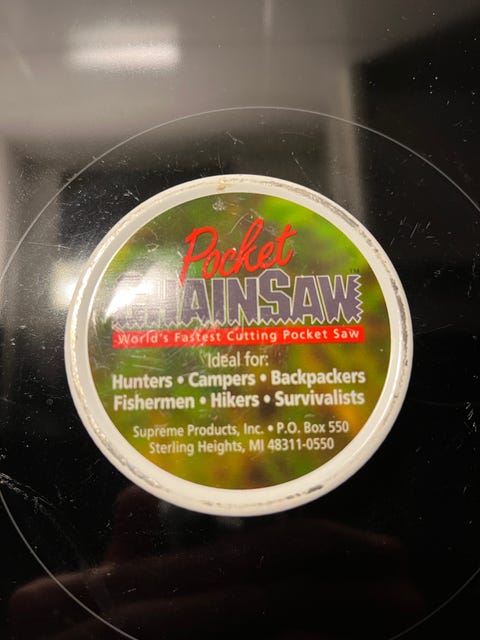 Pocket
CHAINSAW™
World's Fastest Cutting Pocket Saw
Ideal for:
Hunters • Campers • Backpackers
Fishermen • Hikers • Survivalists
Supreme Products, Inc. • P.O. Box 550
Sterling Heights, MI 48311-0550